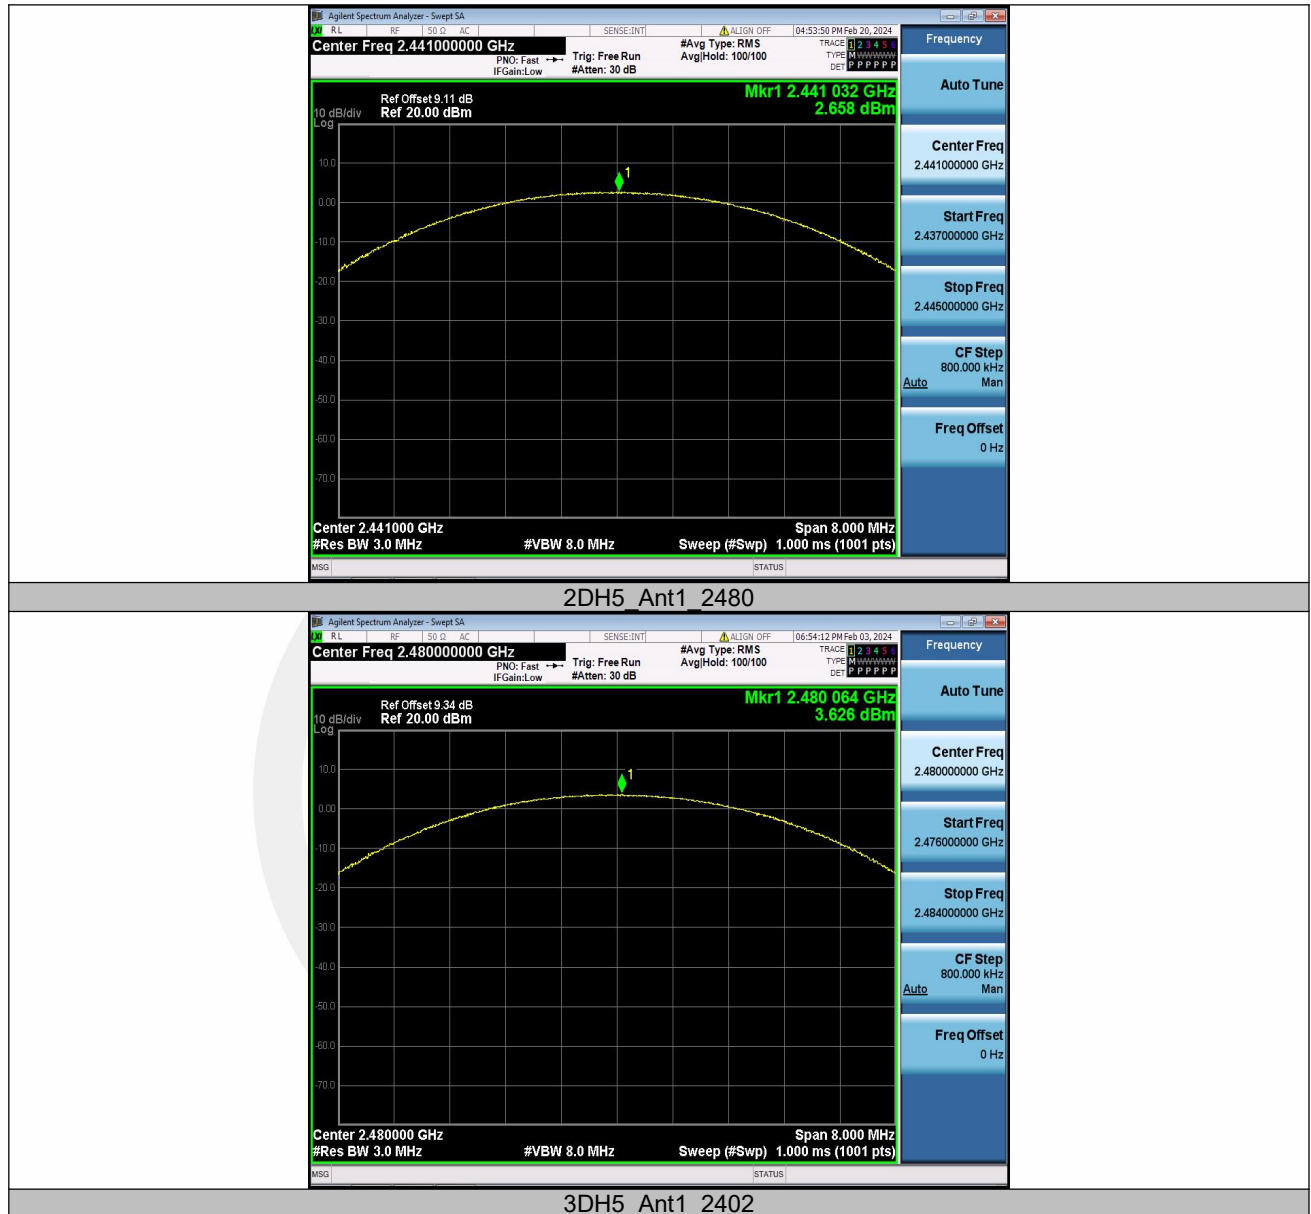 Agilent Spectrum Analyzer - Swept SA
RL RF 50 Ω AC SENSE:INT ALIGN OFF 04:53:50 PM Feb 20, 2024
Center Freq 2.441000000 GHz
#Avg Type: RMS
TRACE 1 2 3 4 5 6
PNO: Fast
Trig: Free Run
Avg|Hold: 100/100
TYPE M WWWWW
IFGain:Low
#Atten: 30 dB
DET P P P P P P
Mkr1 2.441 032 GHz
2.658 dBm
Ref Offset 9.11 dB
10 dB/div Ref 20.00 dBm
Log
1
10.0
0.00
-10.0
-20.0
-30.0
-40.0
-50.0
-60.0
-70.0
Center 2.441000 GHz Span 8.000 MHz
#Res BW 3.0 MHz #VBW 8.0 MHz Sweep (#Swp) 1.000 ms (1001 pts)
MSG STATUS
Frequency
Auto Tune
Center Freq
2.441000000 GHz
Start Freq
2.437000000 GHz
Stop Freq
2.445000000 GHz
CF Step
800.000 kHz
Auto Man
Freq Offset
0 Hz
2DH5_Ant1_2480
Agilent Spectrum Analyzer - Swept SA
RL RF 50 Ω AC SENSE:INT ALIGN OFF 06:54:12 PM Feb 03, 2024
Center Freq 2.480000000 GHz
#Avg Type: RMS
TRACE 1 2 3 4 5 6
PNO: Fast
Trig: Free Run
Avg|Hold: 100/100
TYPE M WWWWW
IFGain:Low
#Atten: 30 dB
DET P P P P P P
Mkr1 2.480 064 GHz
3.626 dBm
Ref Offset 9.34 dB
10 dB/div Ref 20.00 dBm
Log
1
10.0
0.00
-10.0
-20.0
-30.0
-40.0
-50.0
-60.0
-70.0
Center 2.480000 GHz Span 8.000 MHz
#Res BW 3.0 MHz #VBW 8.0 MHz Sweep (#Swp) 1.000 ms (1001 pts)
MSG STATUS
Frequency
Auto Tune
Center Freq
2.480000000 GHz
Start Freq
2.476000000 GHz
Stop Freq
2.484000000 GHz
CF Step
800.000 kHz
Auto Man
Freq Offset
0 Hz
3DH5_Ant1_2402